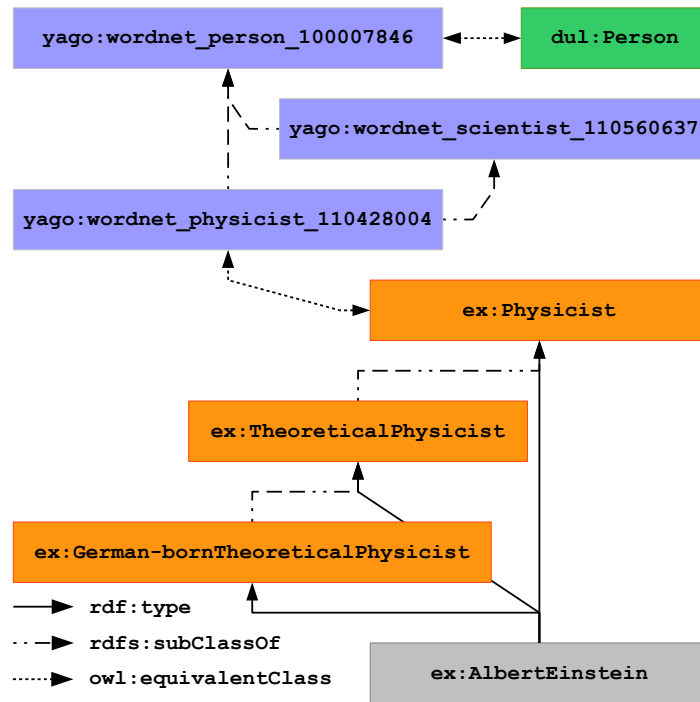 yago:wordnet_person_100007846
dul:Person
yago:wordnet_scientist_110560637
yago:wordnet_physicist_110428004
ex:Physicist
ex:TheoreticalPhysicist
ex:German-bornTheoreticalPhysicist
rdf:type
rdfs:subClassOf
ex:AlbertEinstein
owl:equivalentClass